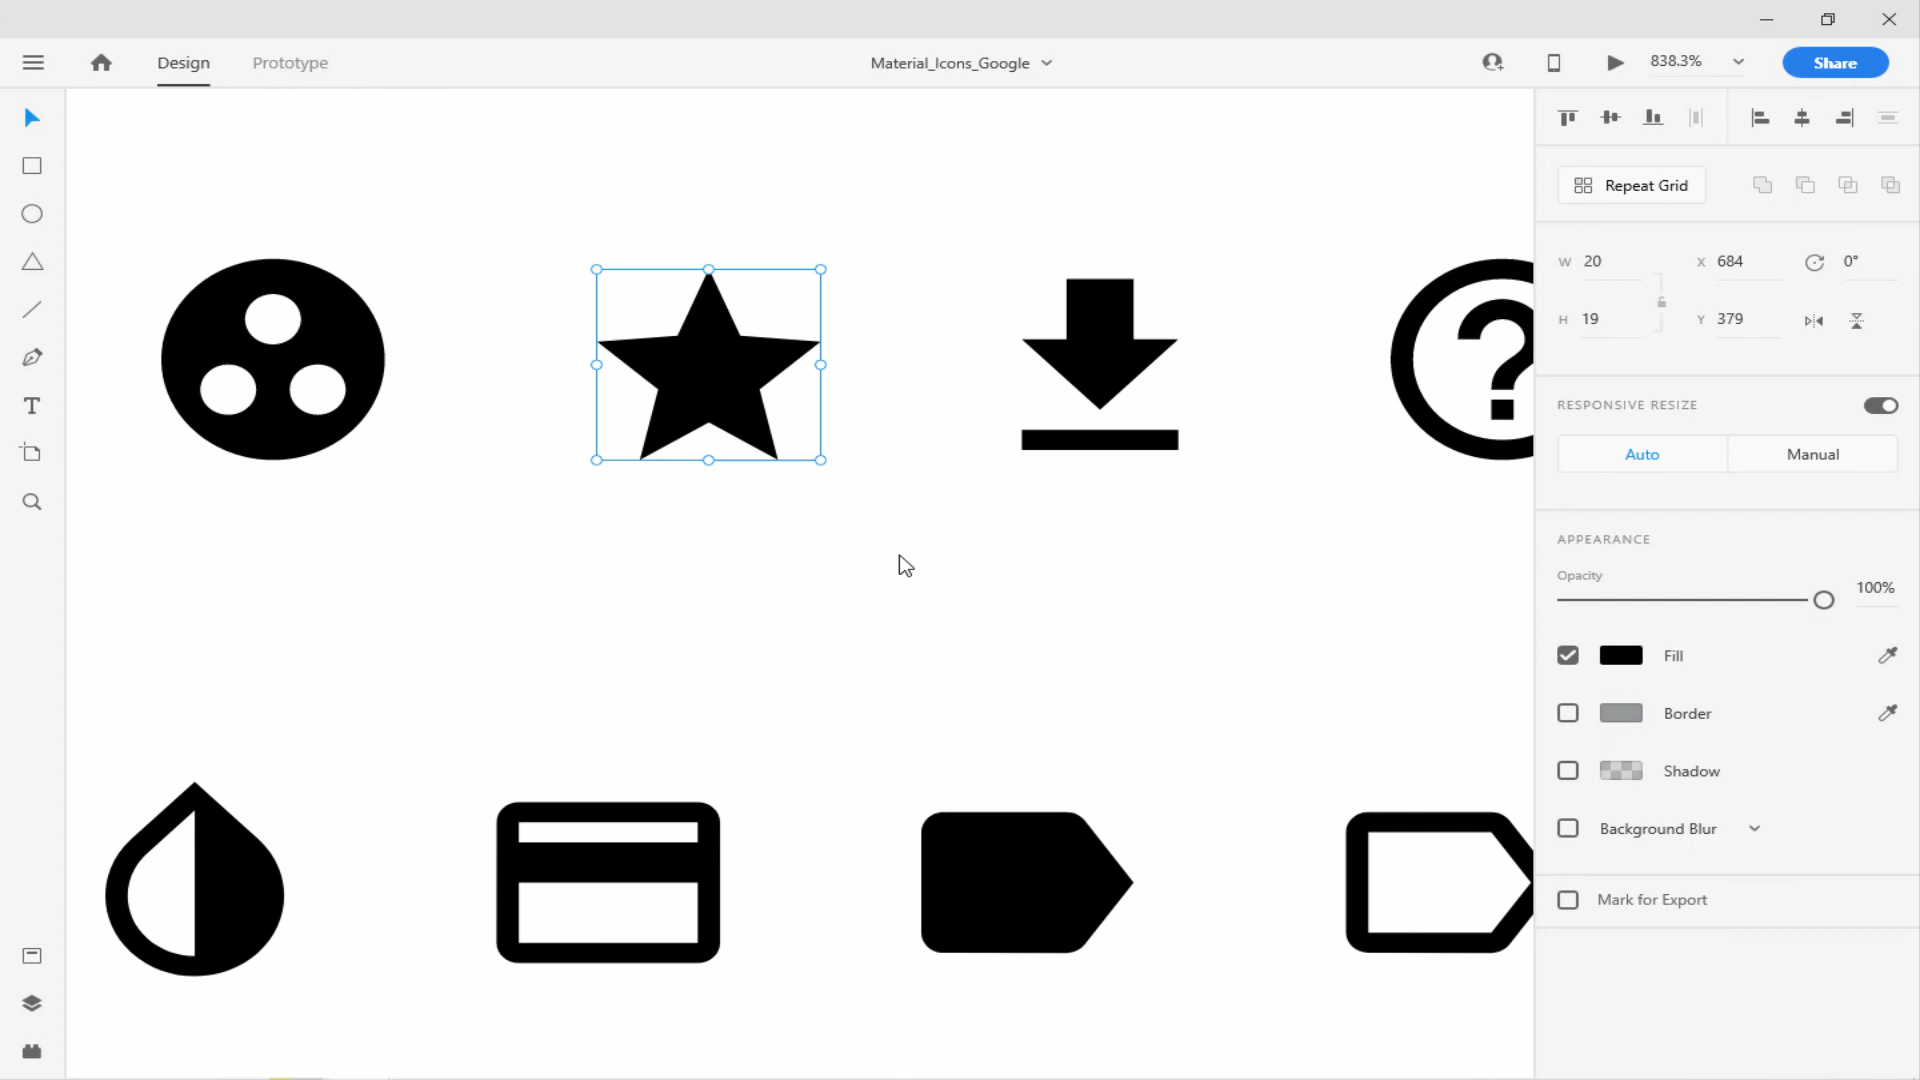 Design Prototype Material_Icons_Google 838.3% Share
Repeat Grid
W 20 X 684 0°
H 19 Y 379
RESPONSIVE RESIZE
Auto Manual
APPEARANCE
Opacity
100%
Fill
Border
Shadow
Background Blur
Mark for Export